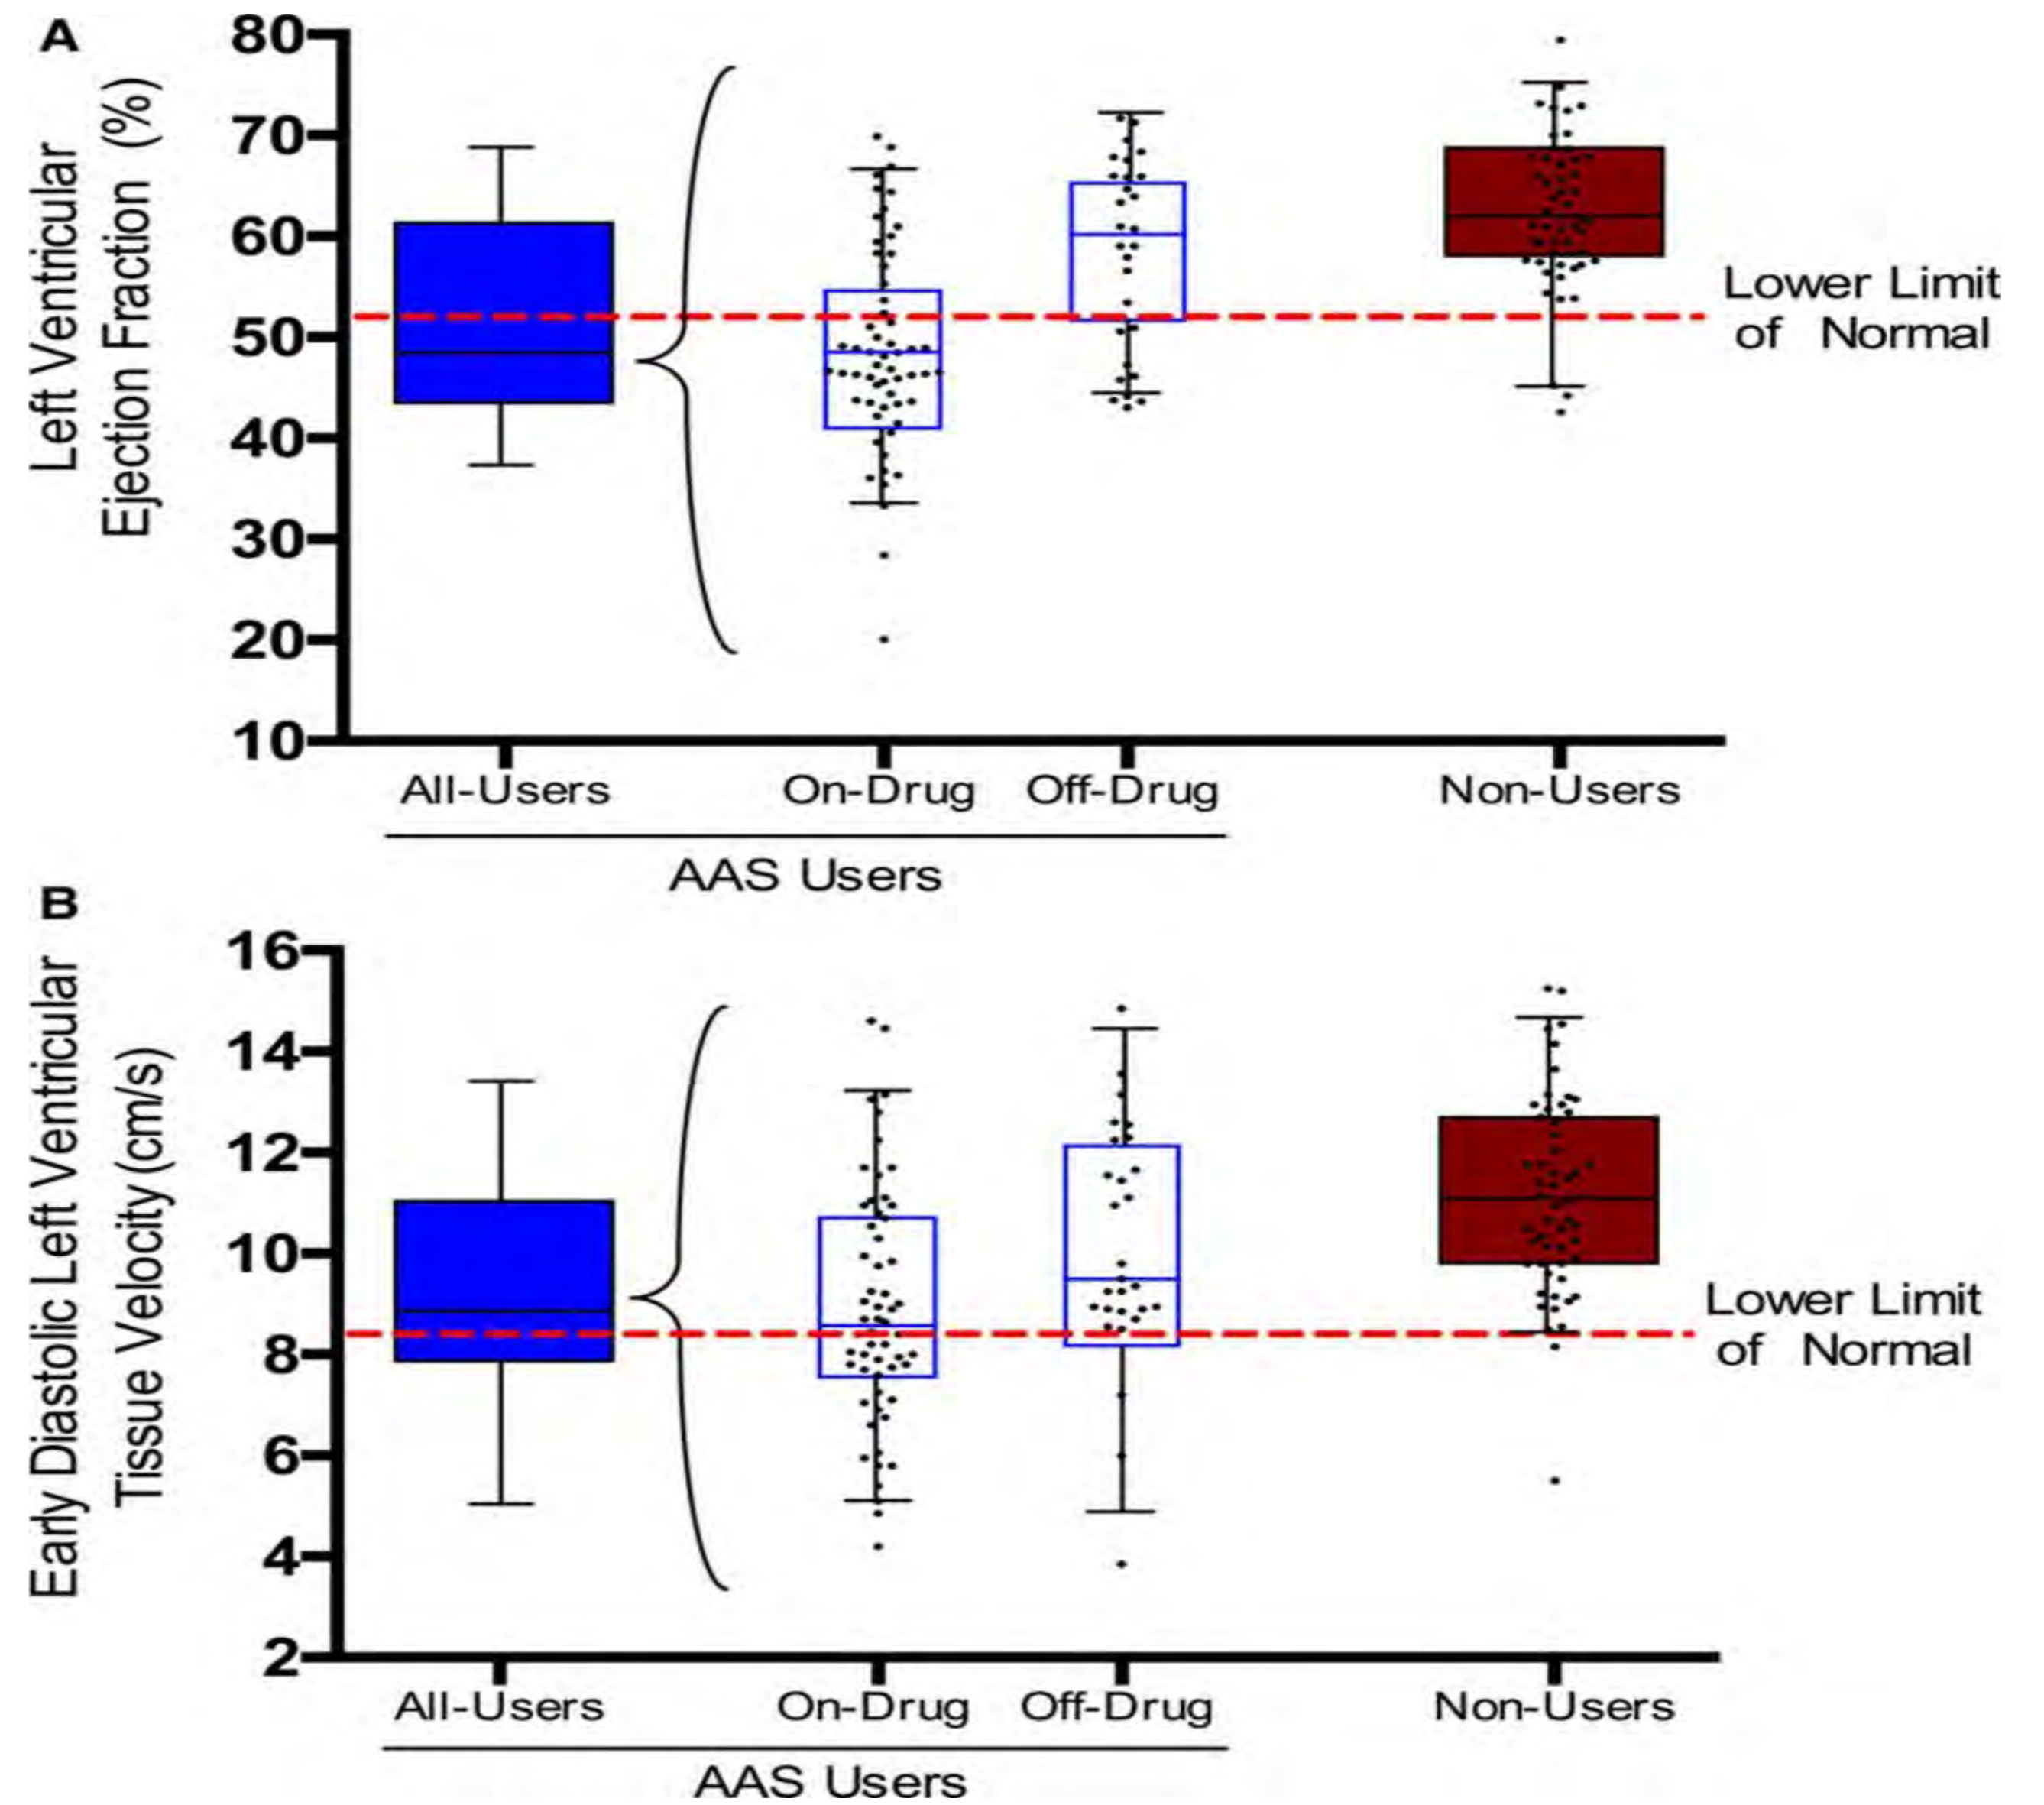 A
Left Ventricular
Ejection Fraction (%)
80
70
60
50
40
30
20
10
Lower Limit
of Normal
All-Users On-Drug Off-Drug Non-Users
AAS Users
B
Early Diastolic Left Ventricular
Tissue Velocity (cm/s)
16
14
12
10
8
6
4
2
Lower Limit
of Normal
All-Users On-Drug Off-Drug Non-Users
AAS Users